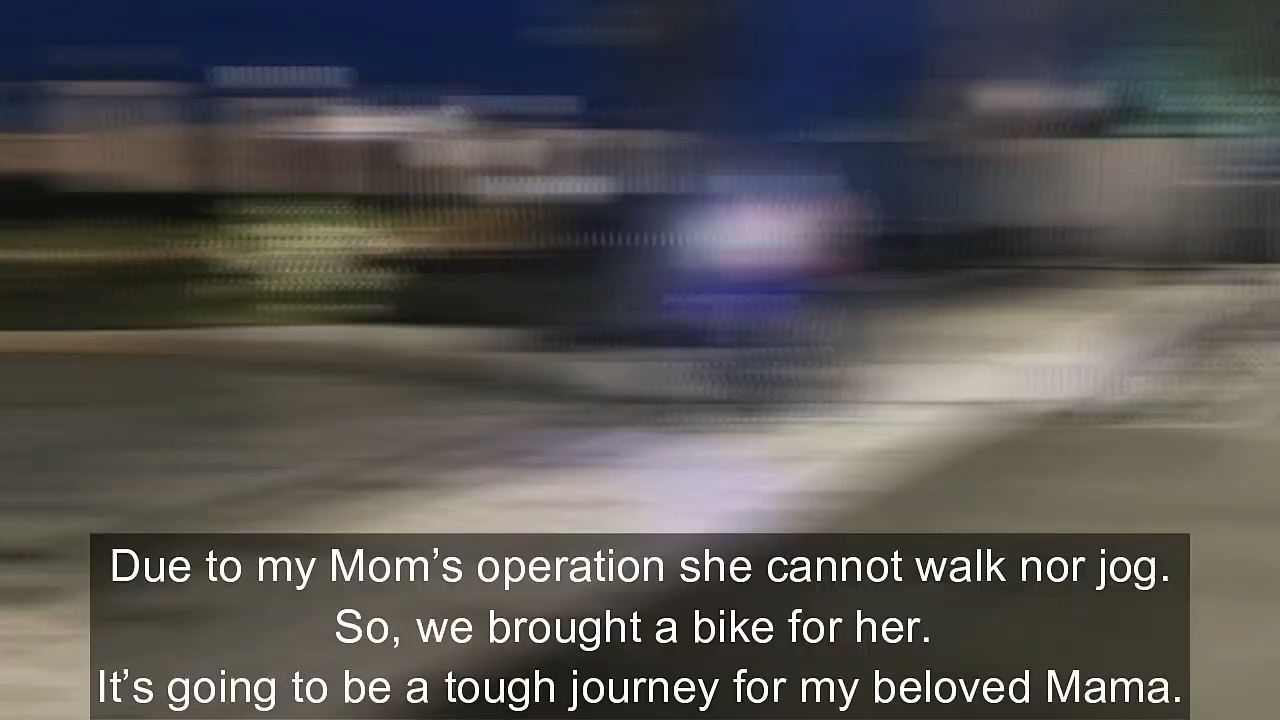 Due to my Mom’s operation she cannot walk nor jog.
So, we brought a bike for her.
It’s going to be a tough journey for my beloved Mama.